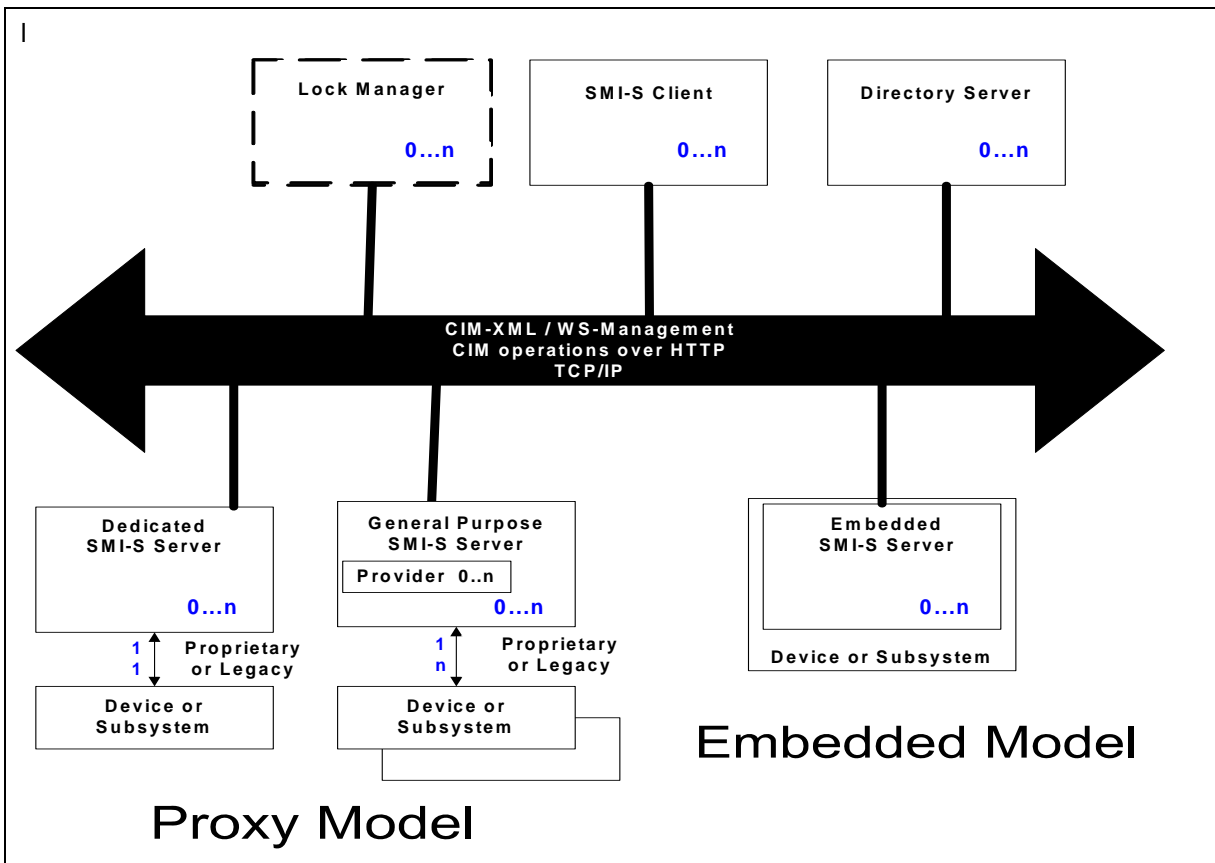 |
Lock Manager
0...n
SMI-S Client
0...n
Directory Server
0...n
CIM-XML / WS-Management
CIM operations over HTTP
TCP/IP
Dedicated
SMI-S Server
0...n
1
1
Proprietary
or Legacy
Device or
Subsystem
General Purpose
SMI-S Server
Provider 0..n
0...n
1
n
Proprietary
or Legacy
Device or
Subsystem
Embedded
SMI-S Server
0...n
Device or Subsystem
Proxy Model
Embedded Model